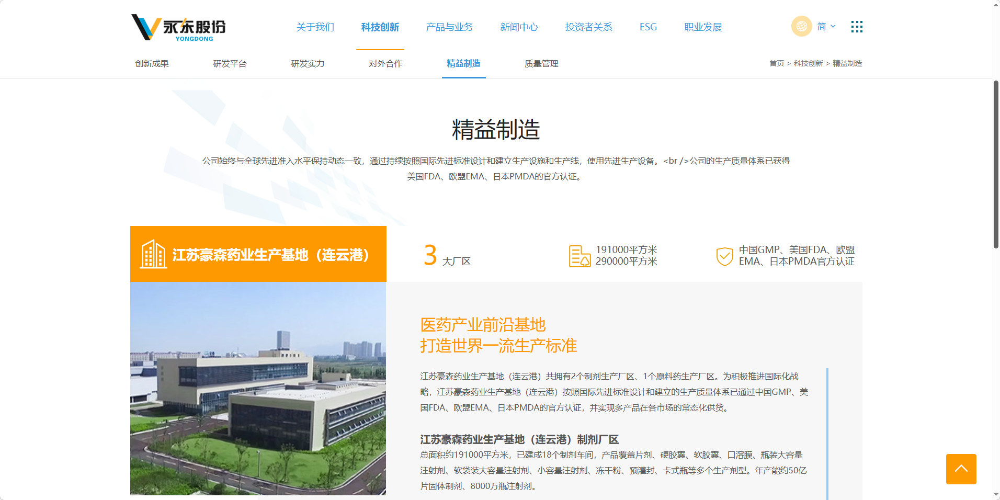 永东股份
YONGDONG
关于我们
科技创新
产品与业务
新闻中心
投资者关系
ESG
职业发展
简
创新成果
研发平台
研发实力
对外合作
精益制造
质量管理
首页 > 科技创新 > 精益制造
精益制造
公司始终与全球先进准入水平保持动态一致，通过持续按照国际先进标准设计和建立生产设施和生产线，使用先进生产设备。<br />公司的生产质量体系已获得
美国FDA、欧盟EMA、日本PMDA的官方认证。
江苏豪森药业生产基地（连云港）
3 大厂区
191000平方米
290000平方米
中国GMP、美国FDA、欧盟
EMA、日本PMDA官方认证
医药产业前沿基地
打造世界一流生产标准
江苏豪森药业生产基地（连云港）共拥有2个制剂生产厂区、1个原料药生产厂区。为积极推进国际化战
略，江苏豪森药业生产基地（连云港）按照国际先进标准设计和建立的生产质量体系已通过中国GMP、美
国FDA、欧盟EMA、日本PMDA的官方认证，并实现多产品在各市场的常态化供货。
江苏豪森药业生产基地（连云港）制剂厂区
总面积约191000平方米，已建成18个制剂车间，产品覆盖片剂、硬胶囊、软胶囊、口溶膜、瓶装大容量
注射剂、软袋装大容量注射剂、小容量注射剂、冻干粉、预灌封、卡式瓶等多个生产剂型。年产能约50亿
片固体制剂、8000万瓶注射剂。